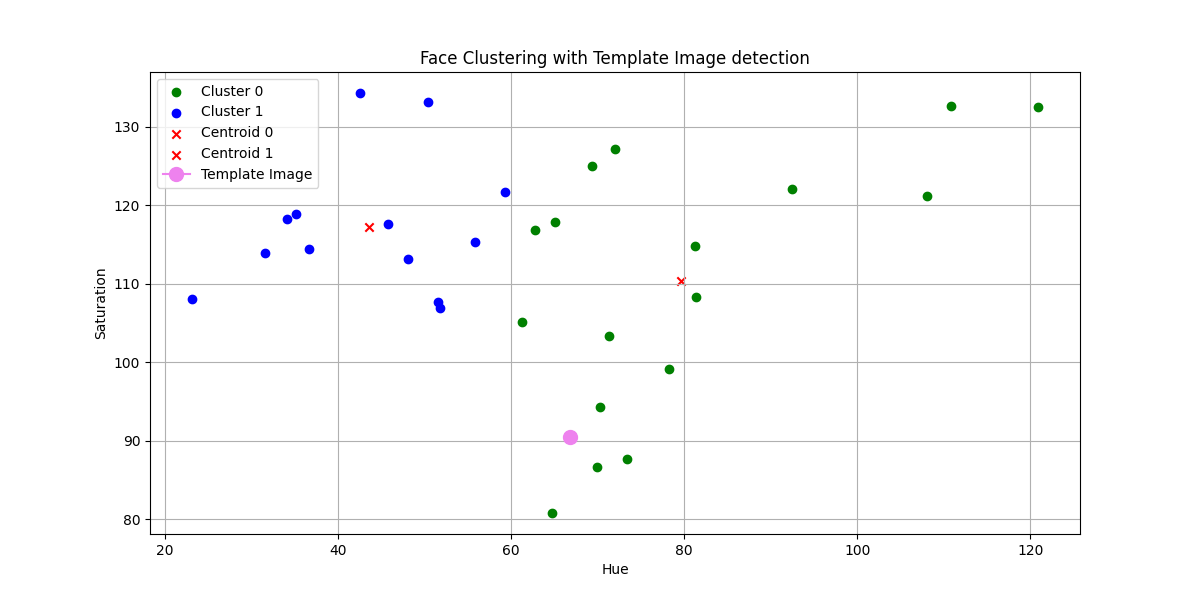 Face Clustering with Template Image detection
Cluster 0
Cluster 1
Centroid 0
Centroid 1
Template Image
130
120
110
100
90
80
Saturation
20 40 60 80 100 120
Hue